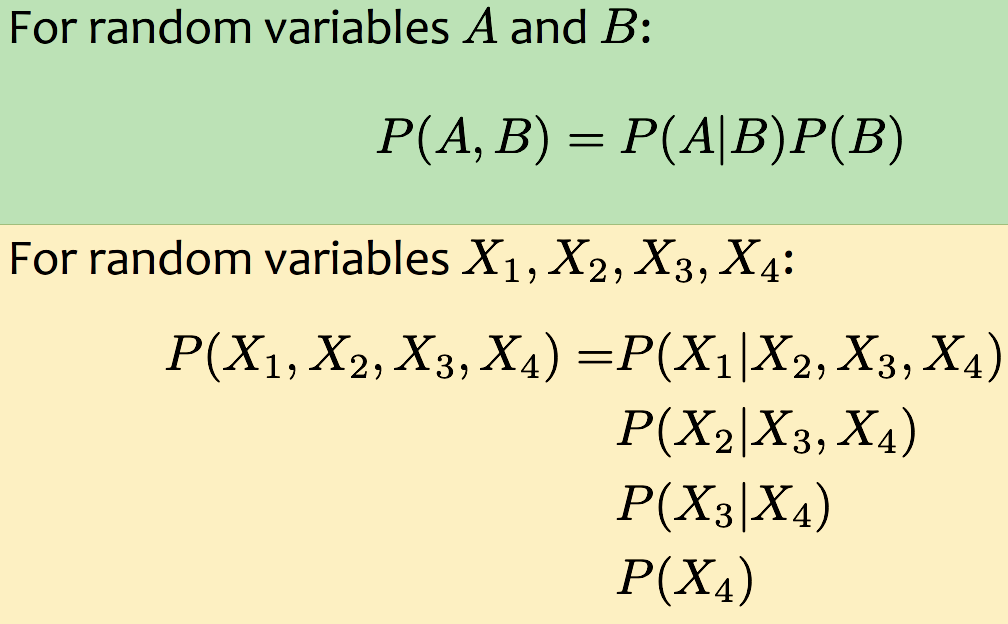 For random variables A and B:
P(A, B) = P(A|B)P(B)
For random variables X₁, X₂, X₃, X₄:
P(X₁, X₂, X₃, X₄) =P(X₁|X₂, X₃, X₄)
P(X₂|X₃, X₄)
P(X₃|X₄)
P(X₄)